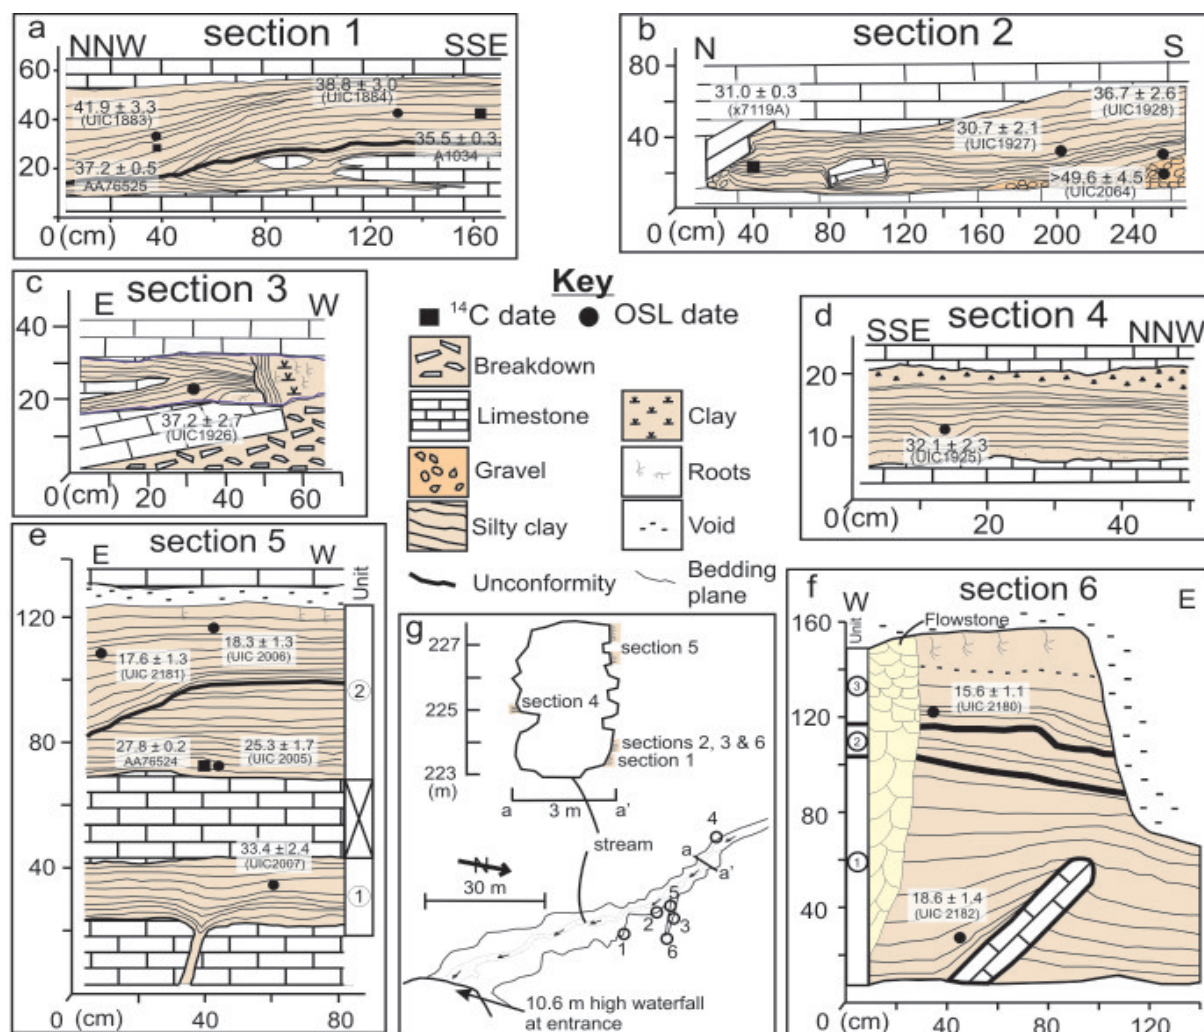 a
section 1
NNW
SSE
60
40
20
0 (cm)
40
80
120
160
41.9 ± 3.3
(UIC1883)
38.8 ± 3.0
(UIC1884)
37.2 ± 0.5
AA76525
35.5 ± 0.3
A1034
b
section 2
N
S
80
60
40
20
0 (cm)
40
80
120
160
200
240
31.0 ± 0.3
(x7119A)
36.7 ± 2.6
(UIC1928)
30.7 ± 2.1
(UIC1927)
>49.6 ± 4.5
(UIC2064)
c
section 3
E
W
40
20
0 (cm)
20
40
60
37.2 ± 2.7
(UIC1926)
Key
14C date
OSL date
Breakdown
Limestone
Clay
Gravel
Roots
Silty clay
Void
Unconformity
Bedding
plane
d
section 4
SSE
NNW
20
10
0 (cm)
20
40
32.1 ± 2.3
(UIC1925)
e
section 5
E
W
Unit
120
80
40
0 (cm)
40
80
18.3 ± 1.3
(UIC 2006)
17.6 ± 1.3
(UIC 2181)
2
27.8 ± 0.2
AA76524
25.3 ± 1.7
(UIC 2005)
33.4 ± 2.4
(UIC2007)
1
g
227
225
223
(m)
section 5
section 4
sections 2, 3 & 6
section 1
a
3 m
a'
stream
30 m
4
a
a'
5
2
3
1
6
10.6 m high waterfall
at entrance
f
section 6
W
E
Unit
Flowstone
160
120
80
40
0 (cm)
40
80
120
3
2
1
15.6 ± 1.1
(UIC 2180)
18.6 ± 1.4
(UIC 2182)